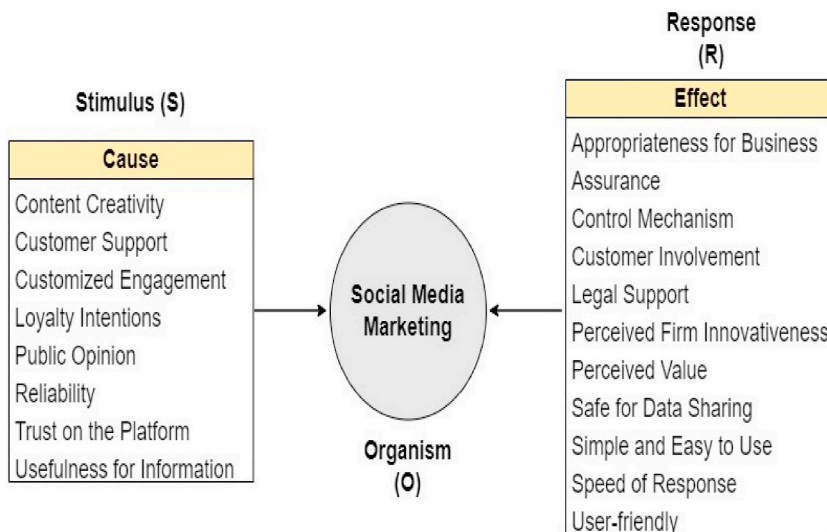 Stimulus (S)
Cause
Content Creativity
Customer Support
Customized Engagement
Loyalty Intentions
Public Opinion
Reliability
Trust on the Platform
Usefulness for Information
Social Media
Marketing
Organism
(O)
Response
(R)
Effect
Appropriateness for Business
Assurance
Control Mechanism
Customer Involvement
Legal Support
Perceived Firm Innovativeness
Perceived Value
Safe for Data Sharing
Simple and Easy to Use
Speed of Response
User-friendly